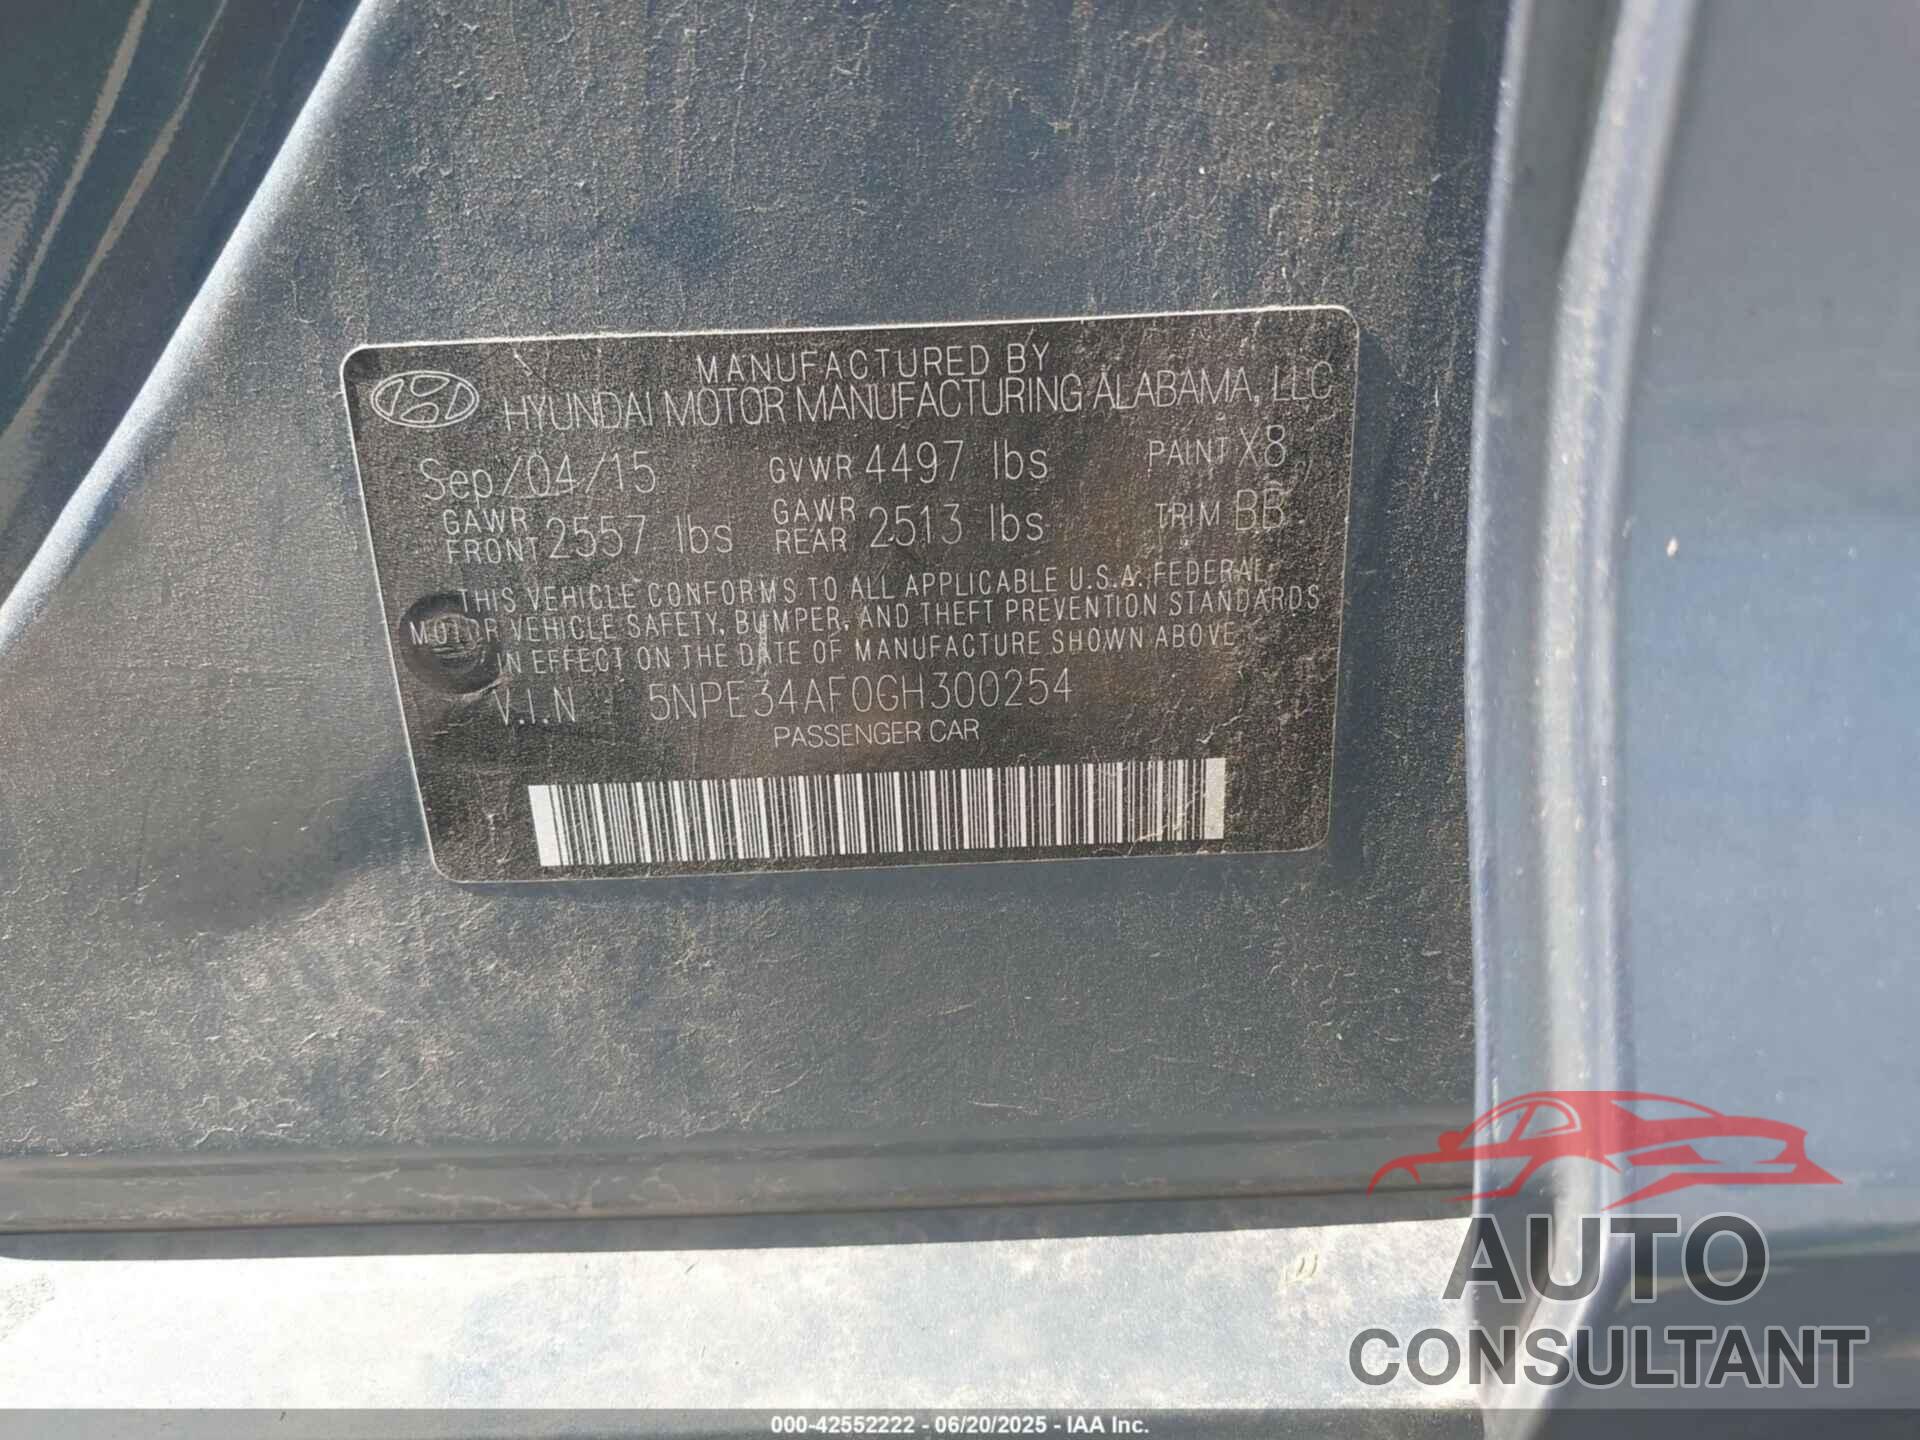 MANUFACTURED BY
HYUNDAI MOTOR MANUFACTURING ALABAMA, LLC
Sep/04/15 GVWR 4497 lbs PAINT X8
GAWR FRONT 2557 lbs GAWR REAR 2513 lbs TRIM BB
THIS VEHICLE CONFORMS TO ALL APPLICABLE U.S.A. FEDERAL
MOTOR VEHICLE SAFETY, BUMPER, AND THEFT PREVENTION STANDARDS
IN EFFECT ON THE DATE OF MANUFACTURE SHOWN ABOVE
V.I.N 5NPE34AF0GH300254
PASSENGER CAR
AUTO
CONSULTANT
000-42552222 - 06/20/2025 - IAA Inc.